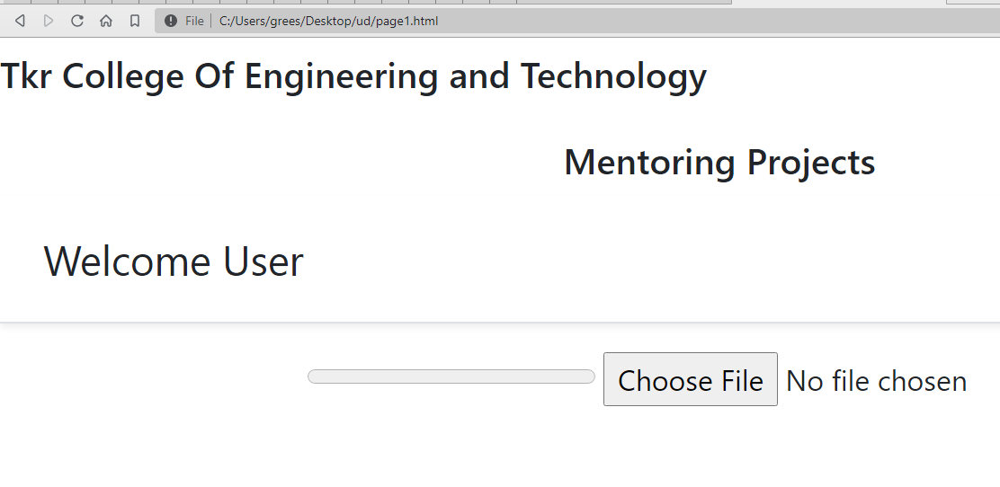 File C:/Users/grees/Desktop/ud/page1.html
Tkr College Of Engineering and Technology
Mentoring Projects
Welcome User
Choose File No file chosen